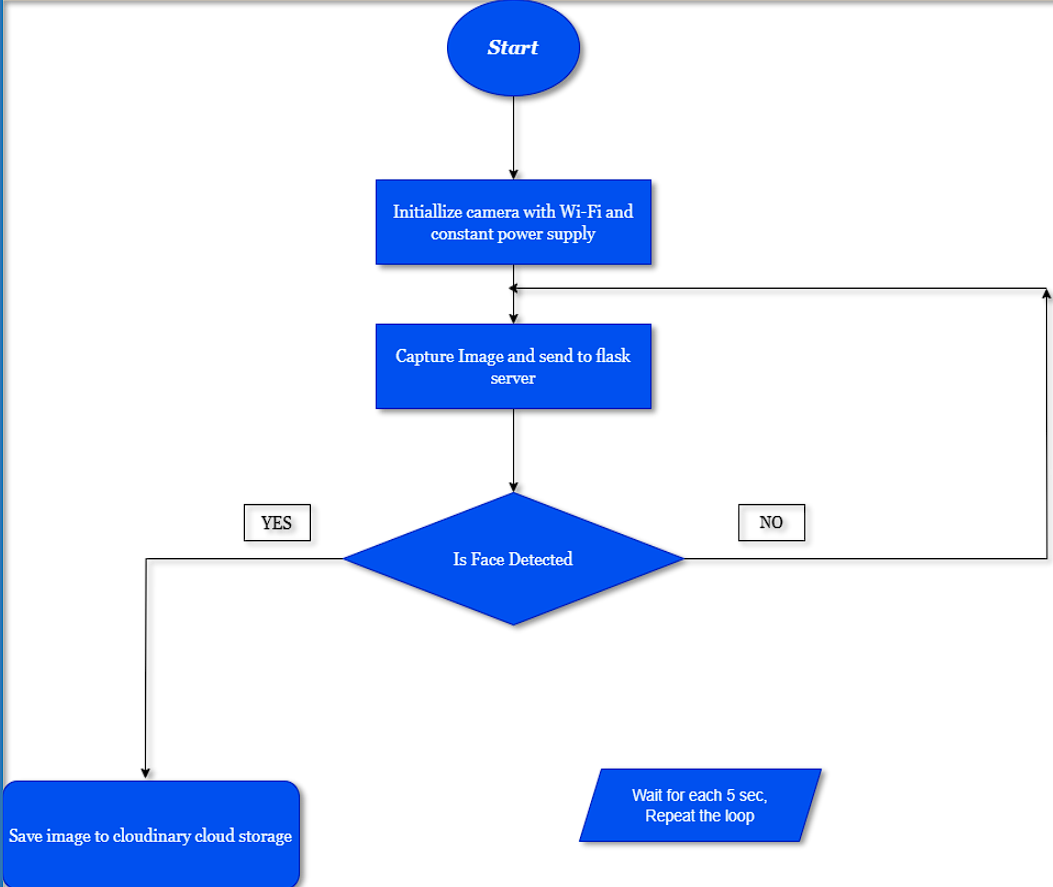 Start
Initiallize camera with Wi-Fi and
constant power supply
Capture Image and send to flask
server
YES
NO
Is Face Detected
Wait for each 5 sec,
Repeat the loop
Save image to cloudinary cloud storage